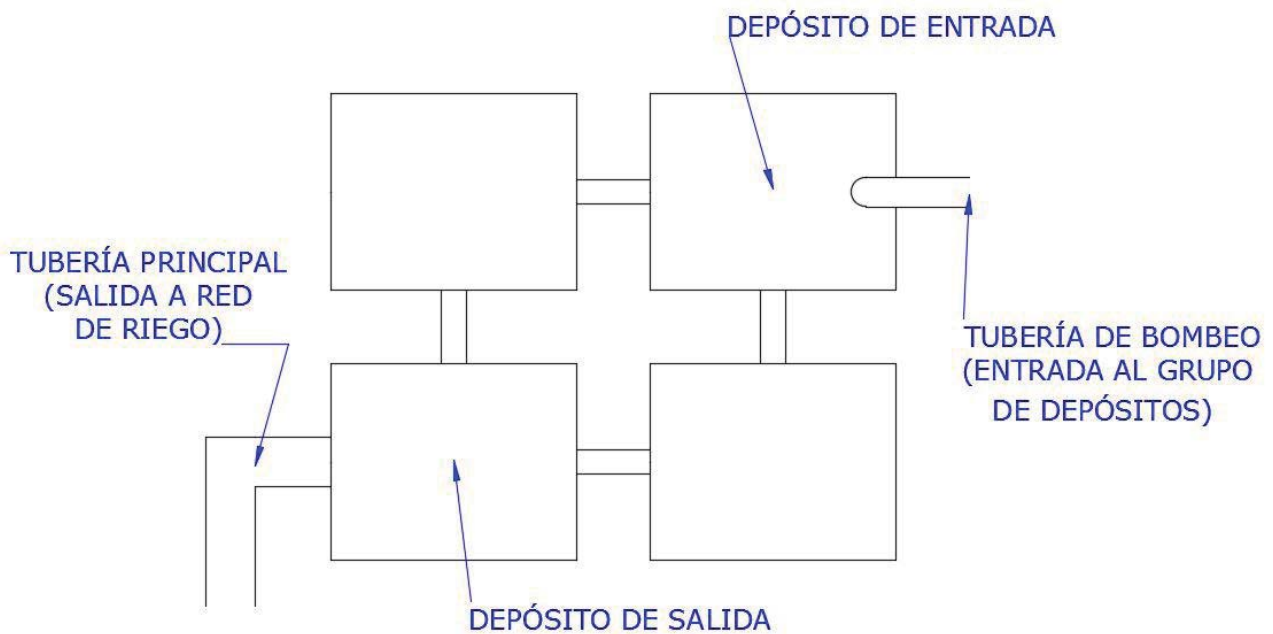 DEPÓSITO DE ENTRADA
TUBERÍA PRINCIPAL
(SALIDA A RED
DE RIEGO)
TUBERÍA DE BOMBEO
(ENTRADA AL GRUPO
DE DEPÓSITOS)
DEPÓSITO DE SALIDA